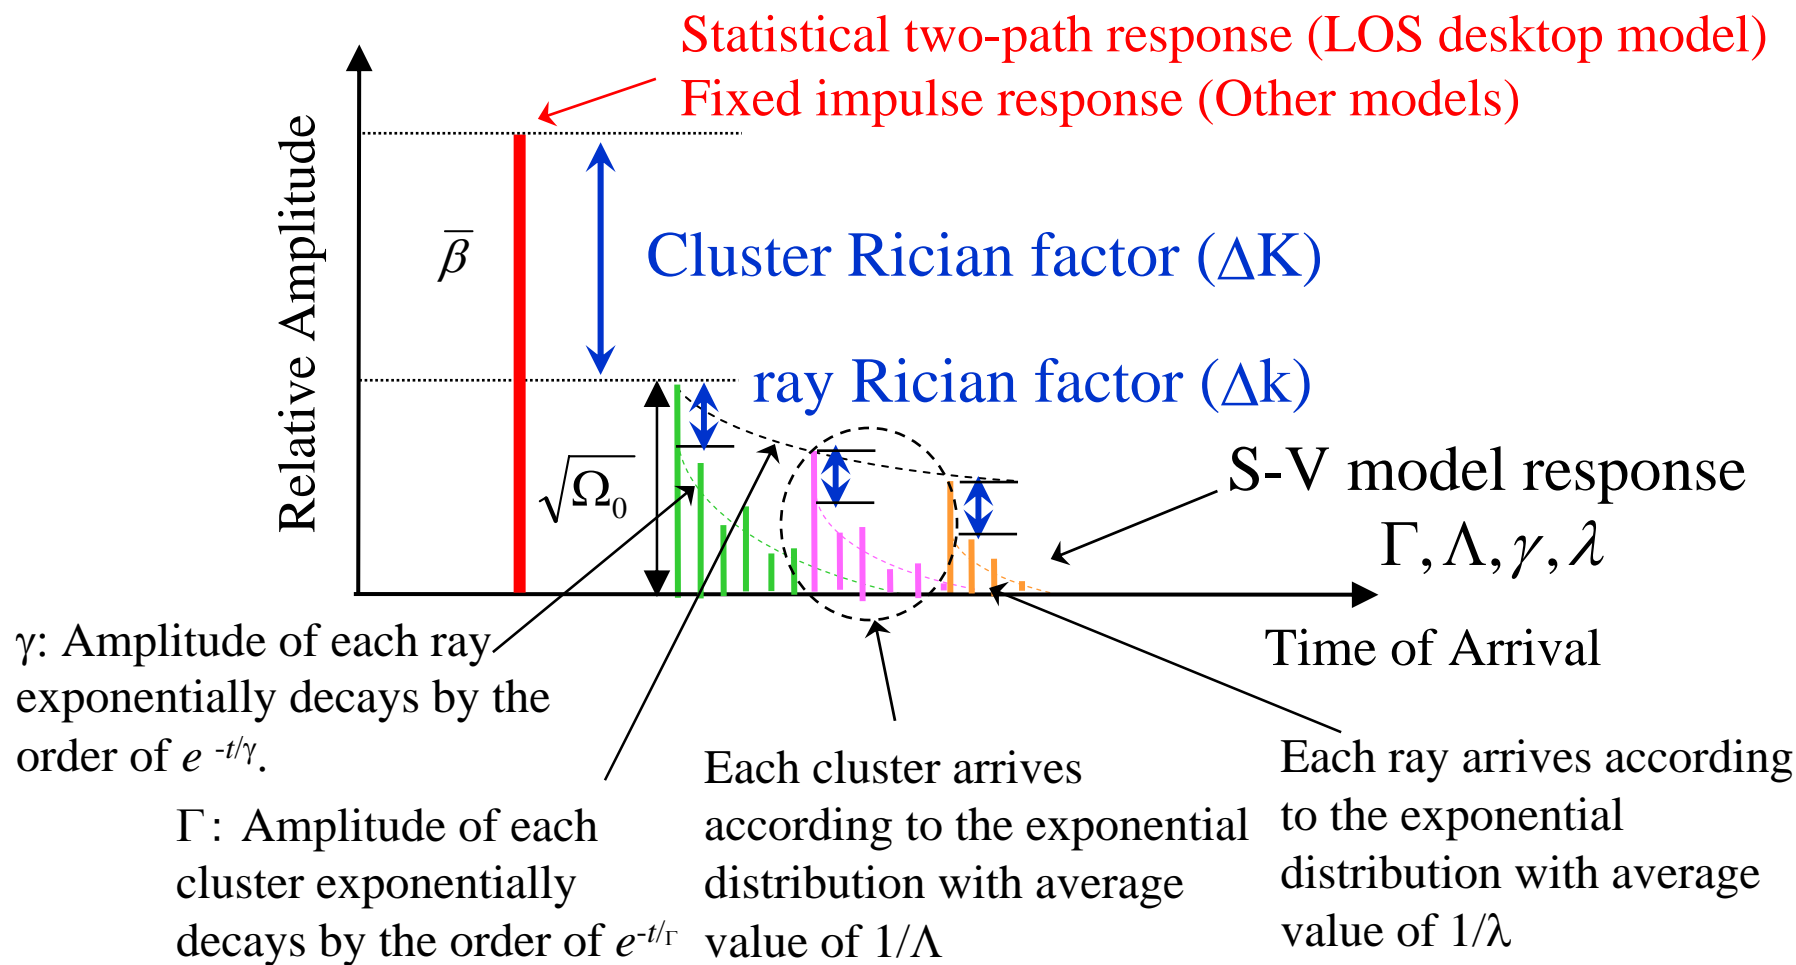 Statistical two-path response (LOS desktop model)
Fixed impulse response (Other models)
Relative Amplitude
β̅
Cluster Rician factor (ΔK)
ray Rician factor (Δk)
√Ω₀
S-V model response
Γ, Λ, γ, λ
Time of Arrival
γ: Amplitude of each ray
exponentially decays by the
order of e -t/γ.
Γ: Amplitude of each
cluster exponentially
decays by the order of e-t/Γ
Each cluster arrives
according to the exponential
distribution with average
value of 1/Λ
Each ray arrives according
to the exponential
distribution with average
value of 1/λ